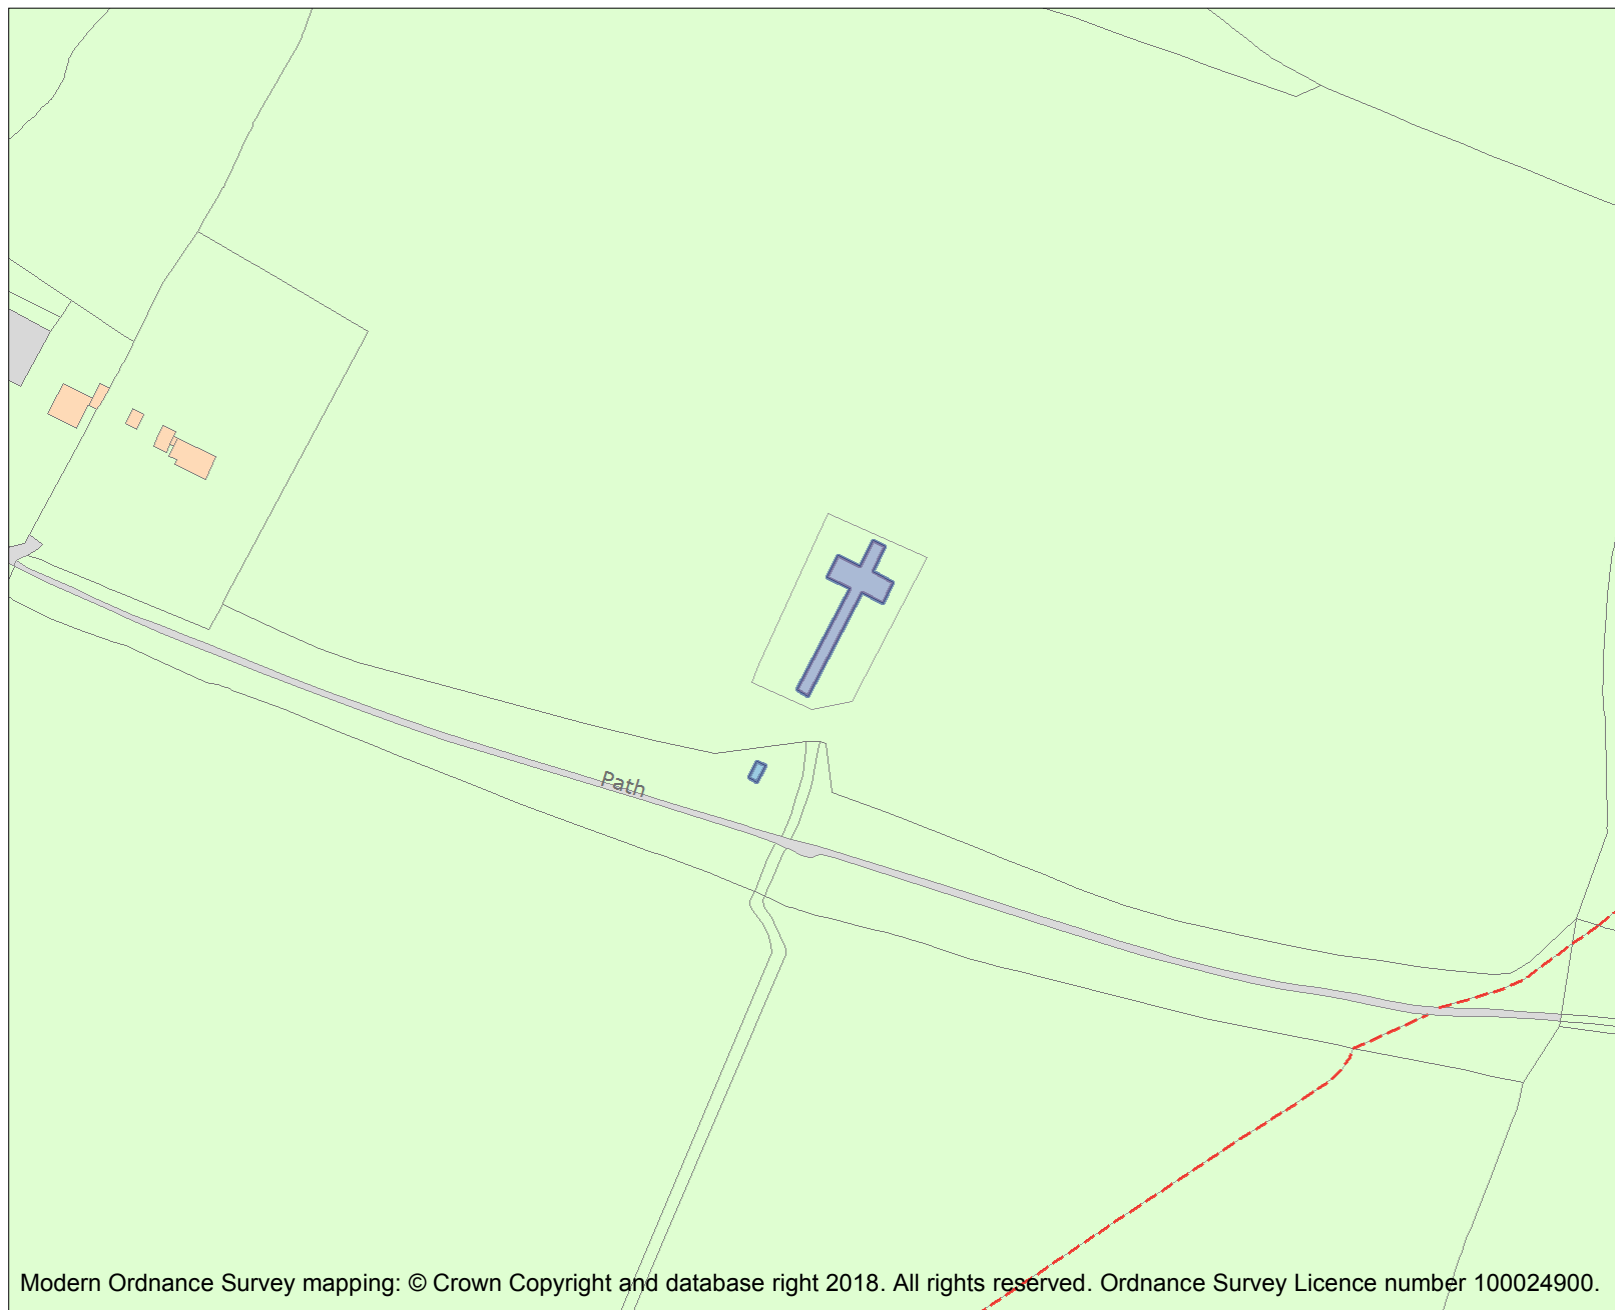 Path
Modern Ordnance Survey mapping: © Crown Copyright and database right 2018. All rights reserved. Ordnance Survey Licence number 100024900.